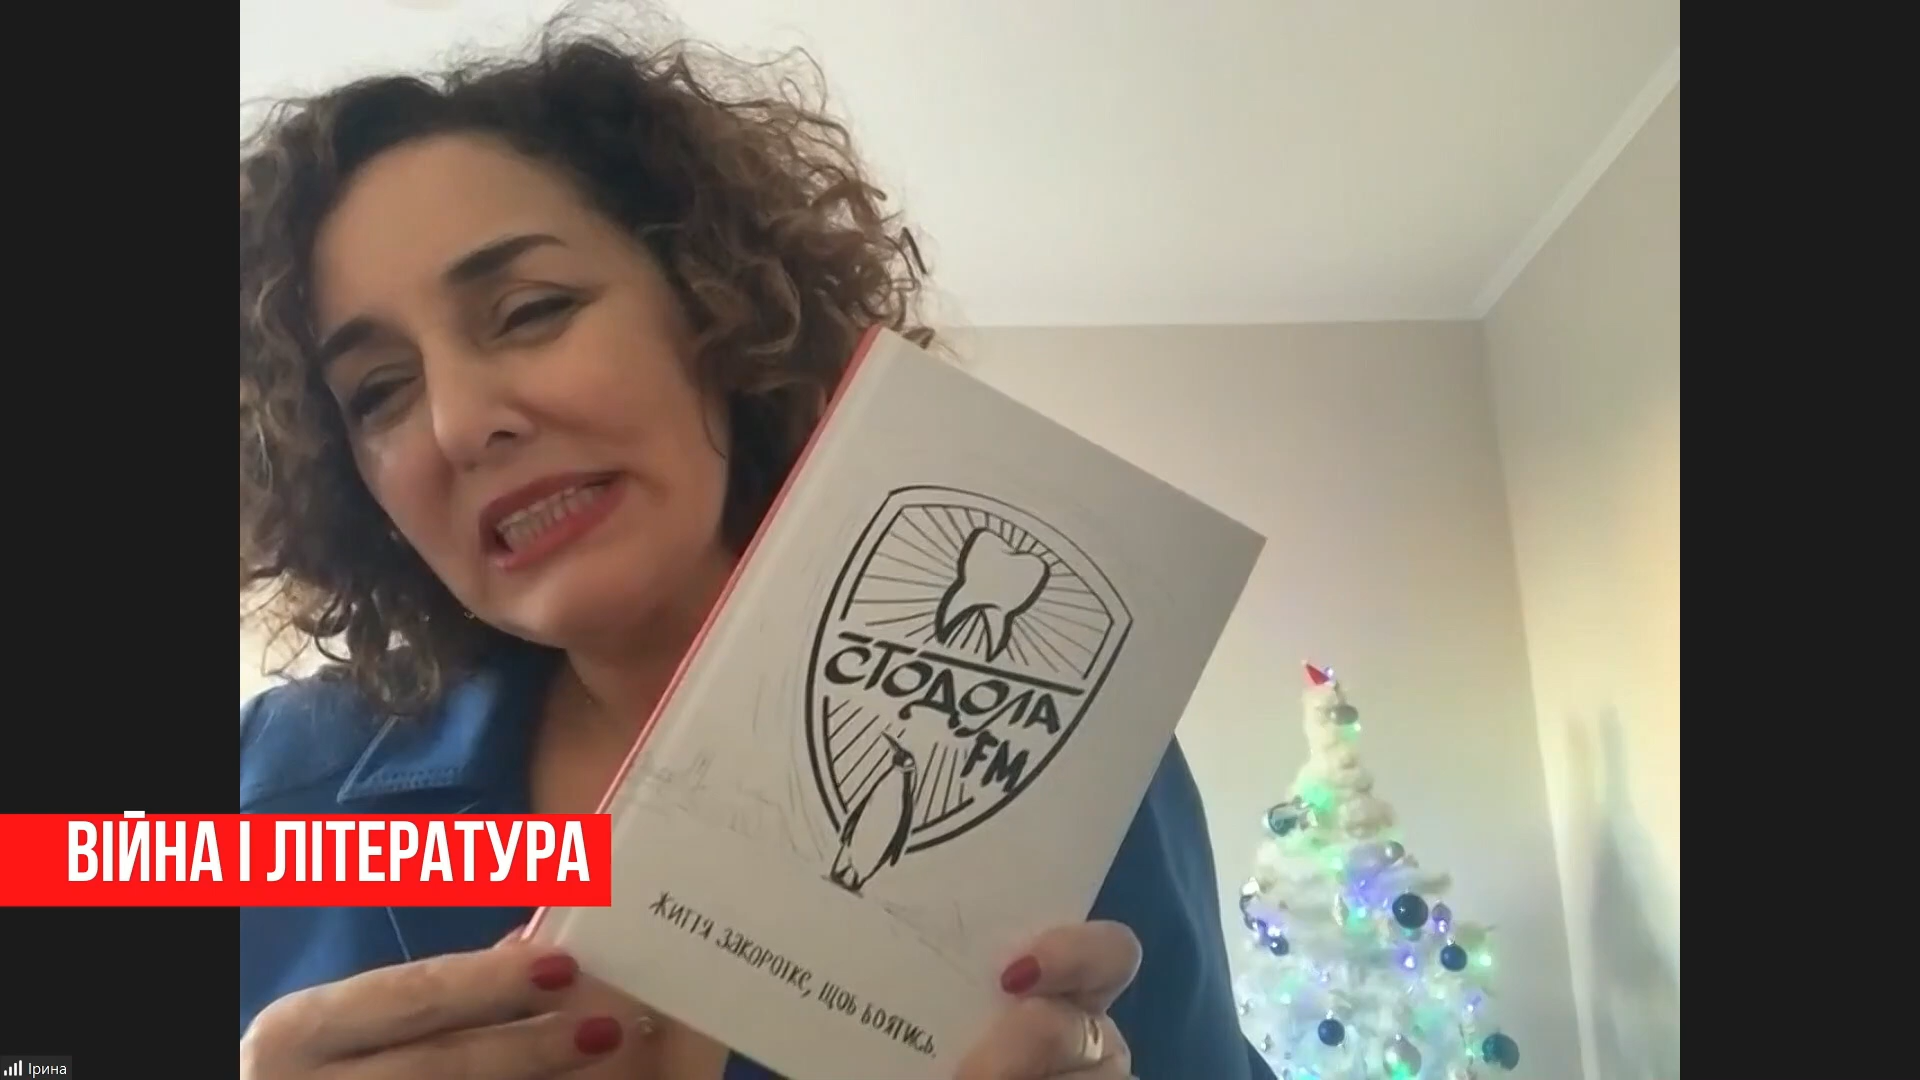 СТОДОЛА
FM
ЖИТТЯ ЗАКОРОТКЕ, ЩОБ БОЯТИСЬ.
ВІЙНА І ЛІТЕРАТУРА
Ірина